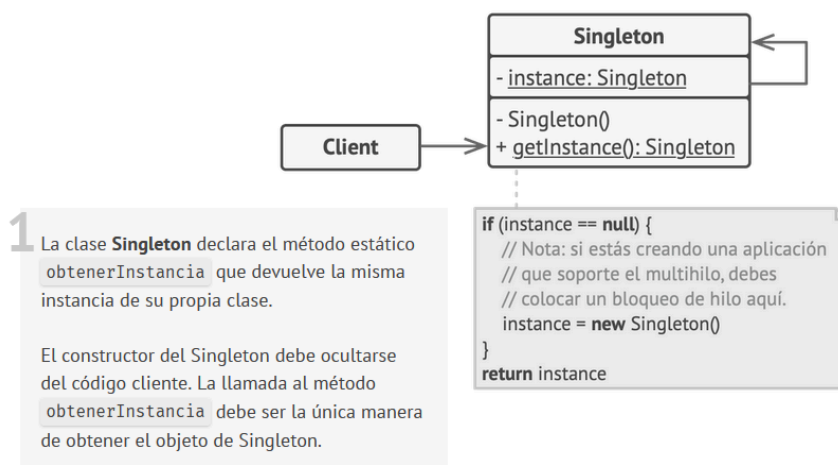 Singleton
- instance: Singleton
- Singleton()
+ getInstance(): Singleton
Client
1
La clase Singleton declara el método estático
obtenerInstancia que devuelve la misma
instancia de su propia clase.
El constructor del Singleton debe ocultarse
del código cliente. La llamada al método
obtenerInstancia debe ser la única manera
de obtener el objeto de Singleton.
if (instance == null) {
// Nota: si estás creando una aplicación
// que soporte el multihilo, debes
// colocar un bloqueo de hilo aquí.
instance = new Singleton()
}
return instance